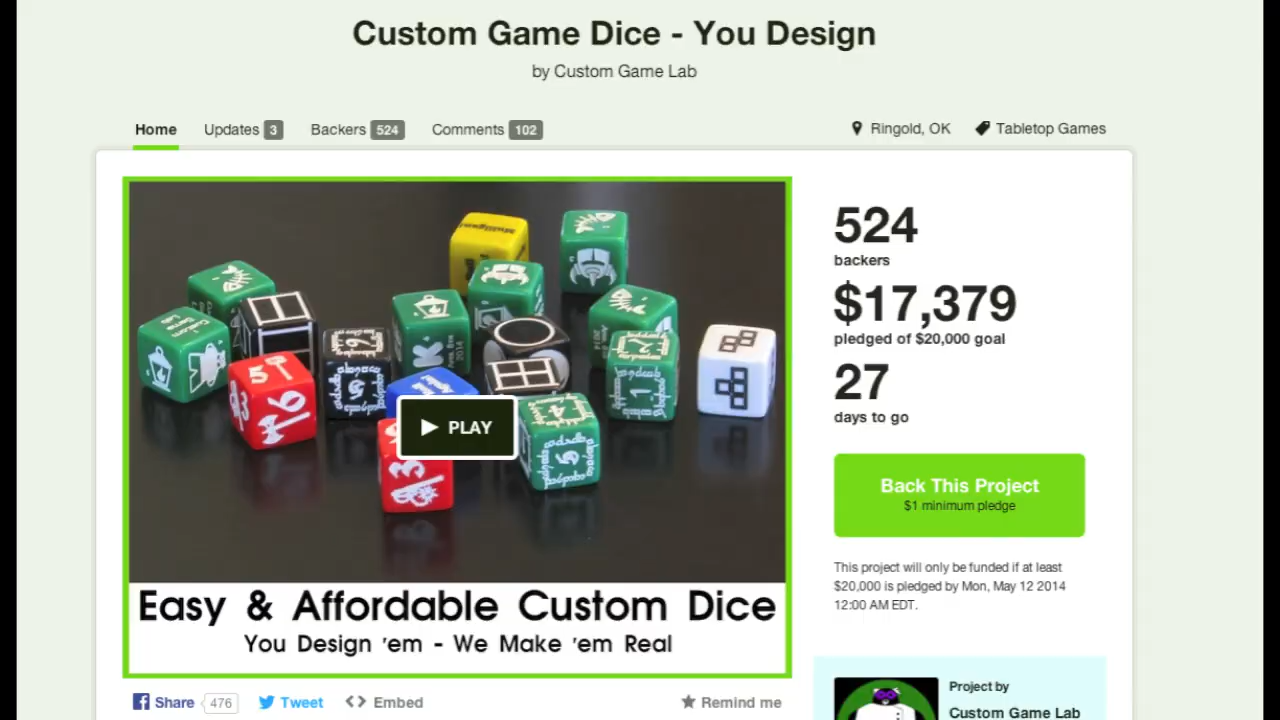 Custom Game Dice - You Design
by Custom Game Lab
Home Updates 3 Backers 524 Comments 102 Ringold, OK Tabletop Games
524
backers
$17,379
pledged of $20,000 goal
27
days to go
PLAY
Back This Project
$1 minimum pledge
This project will only be funded if at least
$20,000 is pledged by Mon, May 12 2014
12:00 AM EDT.
Easy & Affordable Custom Dice
You Design 'em - We Make 'em Real
Share 476 Tweet Embed Remind me
Project by
Custom Game Lab